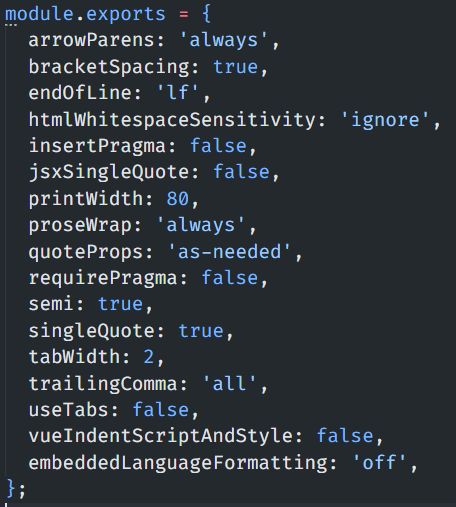 module.exports = {
  arrowParens: 'always',
  bracketSpacing: true,
  endOfLine: 'lf',
  htmlWhitespaceSensitivity: 'ignore',
  insertPragma: false,
  jsxSingleQuote: false,
  printWidth: 80,
  proseWrap: 'always',
  quoteProps: 'as-needed',
  requirePragma: false,
  semi: true,
  singleQuote: true,
  tabWidth: 2,
  trailingComma: 'all',
  useTabs: false,
  vueIndentScriptAndStyle: false,
  embeddedLanguageFormatting: 'off',
};